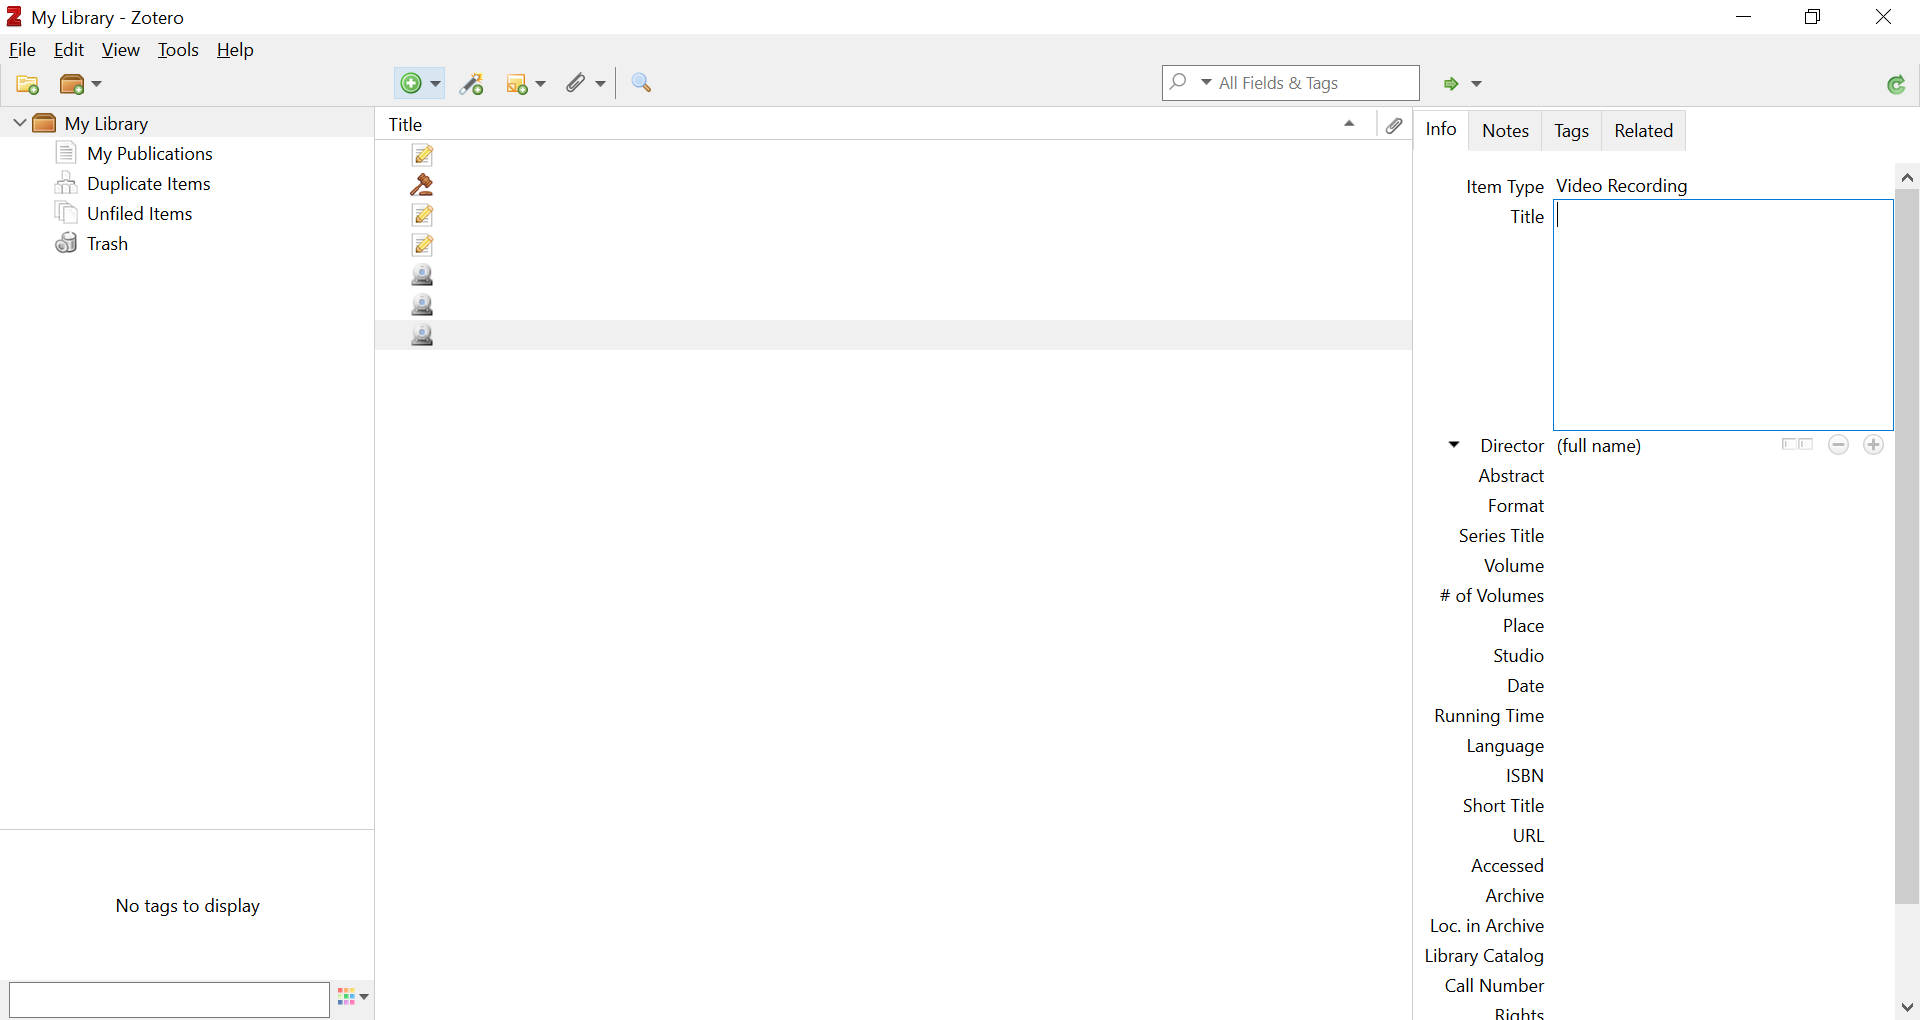 My Library - Zotero
File Edit View Tools Help
All Fields & Tags
My Library
My Publications
Duplicate Items
Unfiled Items
Trash
No tags to display
Title
Info Notes Tags Related
Item Type Video Recording
Title
Director (full name)
Abstract
Format
Series Title
Volume
# of Volumes
Place
Studio
Date
Running Time
Language
ISBN
Short Title
URL
Accessed
Archive
Loc. in Archive
Library Catalog
Call Number
Rights